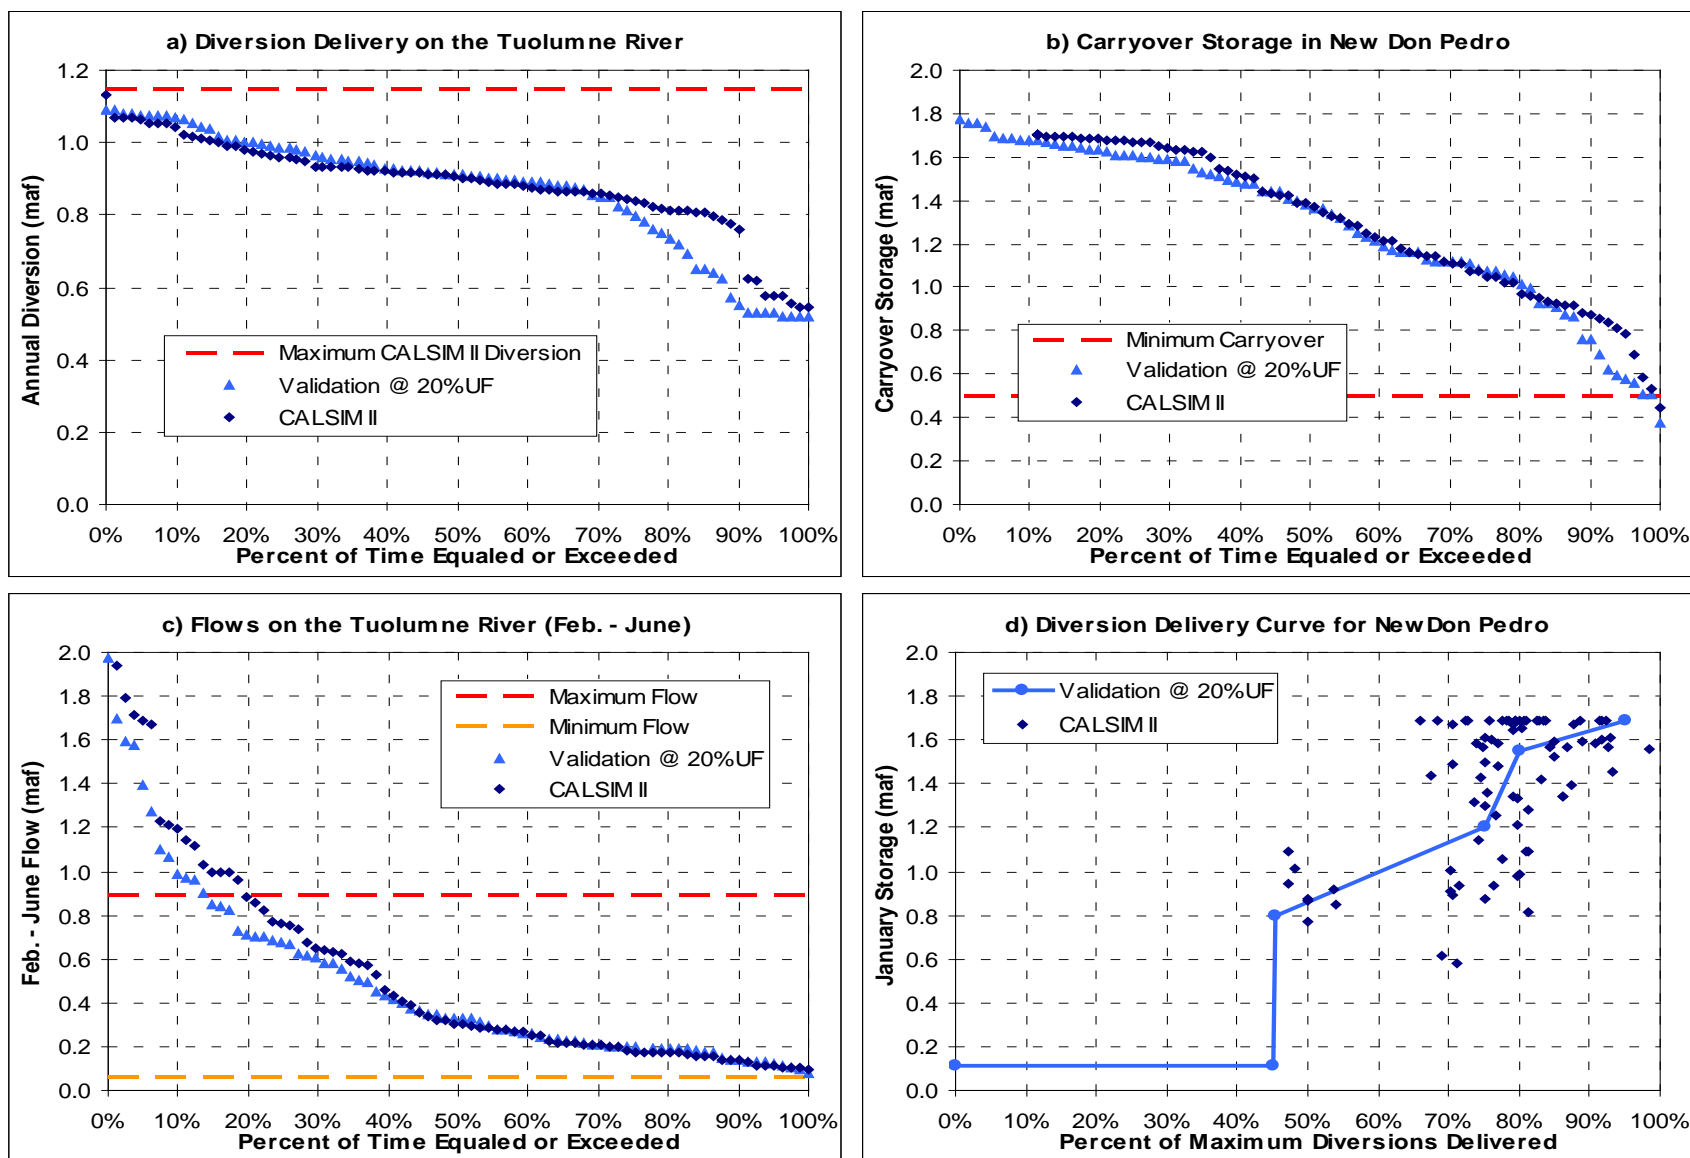 a) Diversion Delivery on the Tuolumne River
Annual Diversion (maf)
1.2
1.0
0.8
0.6
0.4
0.2
0.0
Maximum CALSIM II Diversion
Validation @ 20%UF
CALSIM II
0% 10% 20% 30% 40% 50% 60% 70% 80% 90% 100%
Percent of Time Equaled or Exceeded
b) Carryover Storage in New Don Pedro
Carryover Storage (maf)
2.0
1.8
1.6
1.4
1.2
1.0
0.8
0.6
0.4
0.2
0.0
Minimum Carryover
Validation @ 20%UF
CALSIM II
0% 10% 20% 30% 40% 50% 60% 70% 80% 90% 100%
Percent of Time Equaled or Exceeded
c) Flows on the Tuolumne River (Feb. - June)
Feb. - June Flow (maf)
2.0
1.8
1.6
1.4
1.2
1.0
0.8
0.6
0.4
0.2
0.0
Maximum Flow
Minimum Flow
Validation @ 20%UF
CALSIM II
0% 10% 20% 30% 40% 50% 60% 70% 80% 90% 100%
Percent of Time Equaled or Exceeded
d) Diversion Delivery Curve for New Don Pedro
January Storage (maf)
2.0
1.8
1.6
1.4
1.2
1.0
0.8
0.6
0.4
0.2
0.0
Validation @ 20%UF
CALSIM II
0% 10% 20% 30% 40% 50% 60% 70% 80% 90% 100%
Percent of Maximum Diversions Delivered